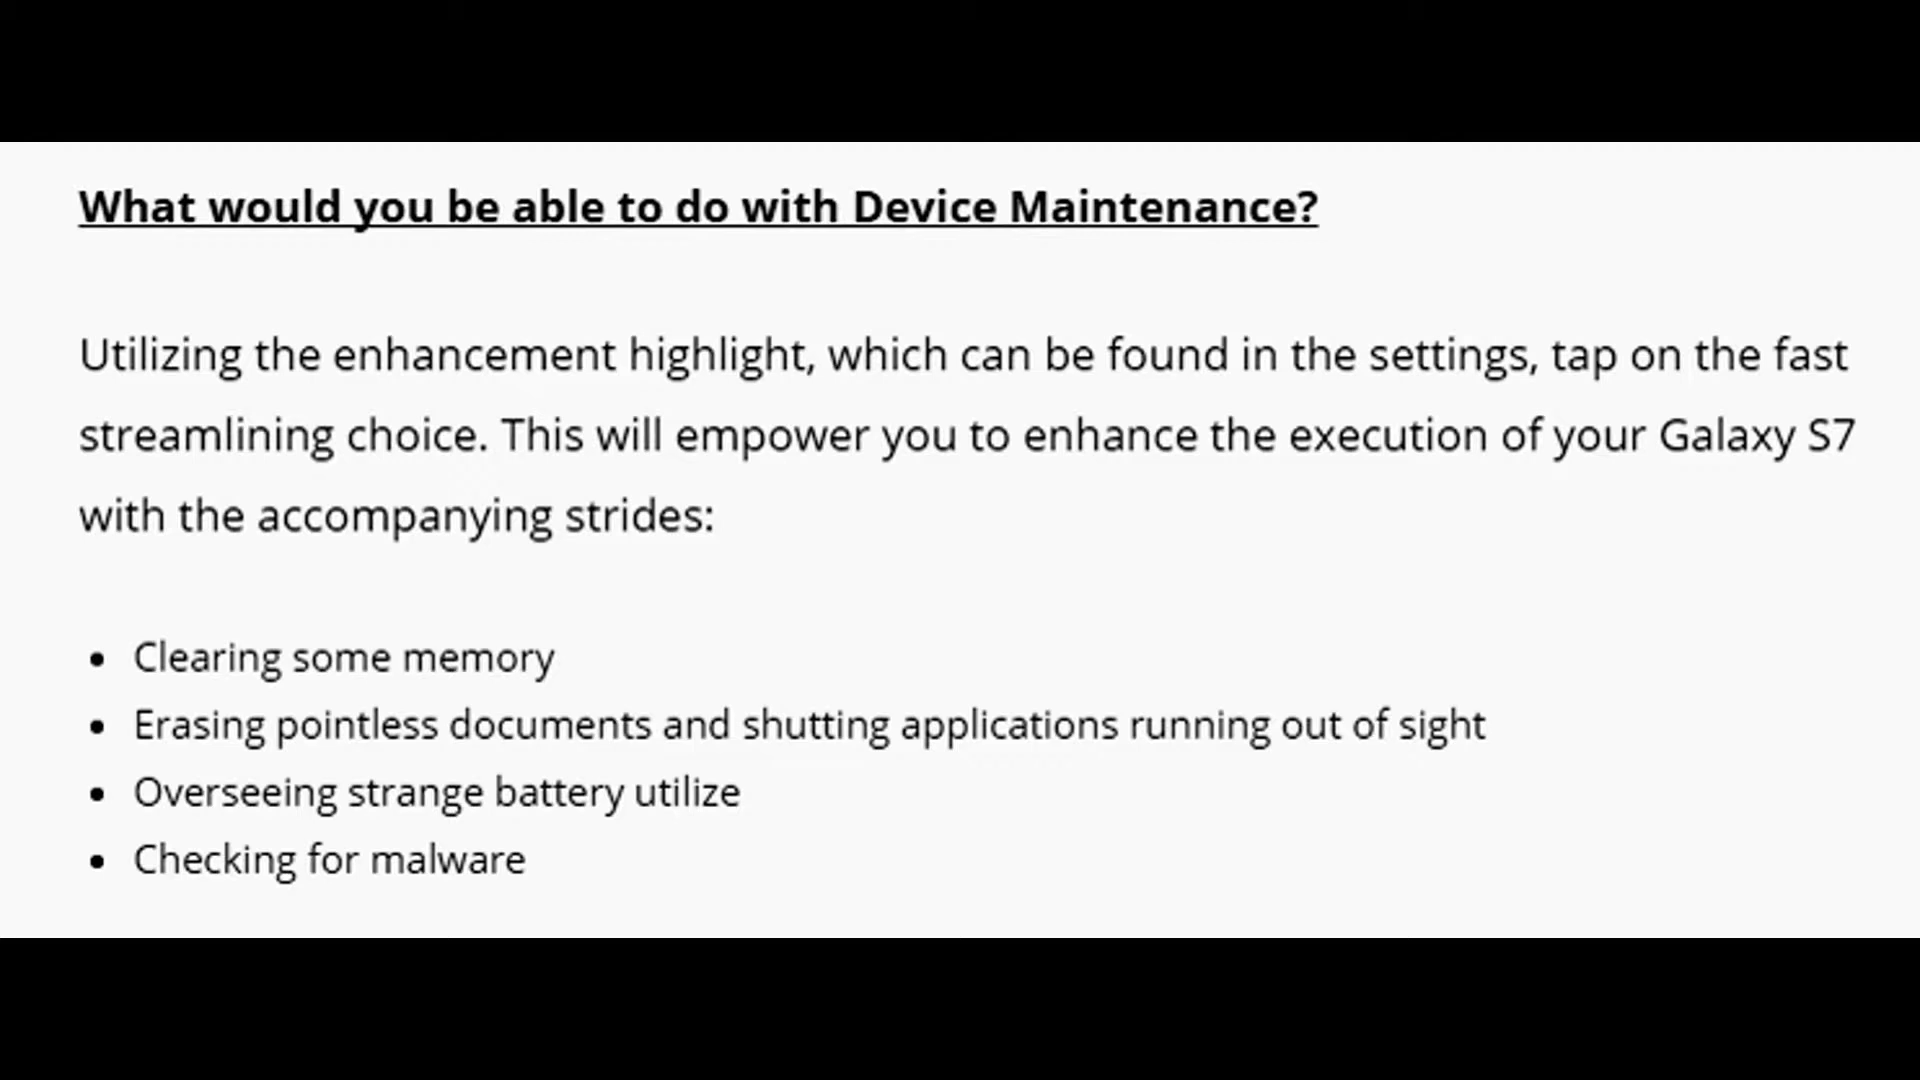 What would you be able to do with Device Maintenance?
Utilizing the enhancement highlight, which can be found in the settings, tap on the fast
streamlining choice. This will empower you to enhance the execution of your Galaxy S7
with the accompanying strides:
• Clearing some memory
• Erasing pointless documents and shutting applications running out of sight
• Overseeing strange battery utilize
• Checking for malware